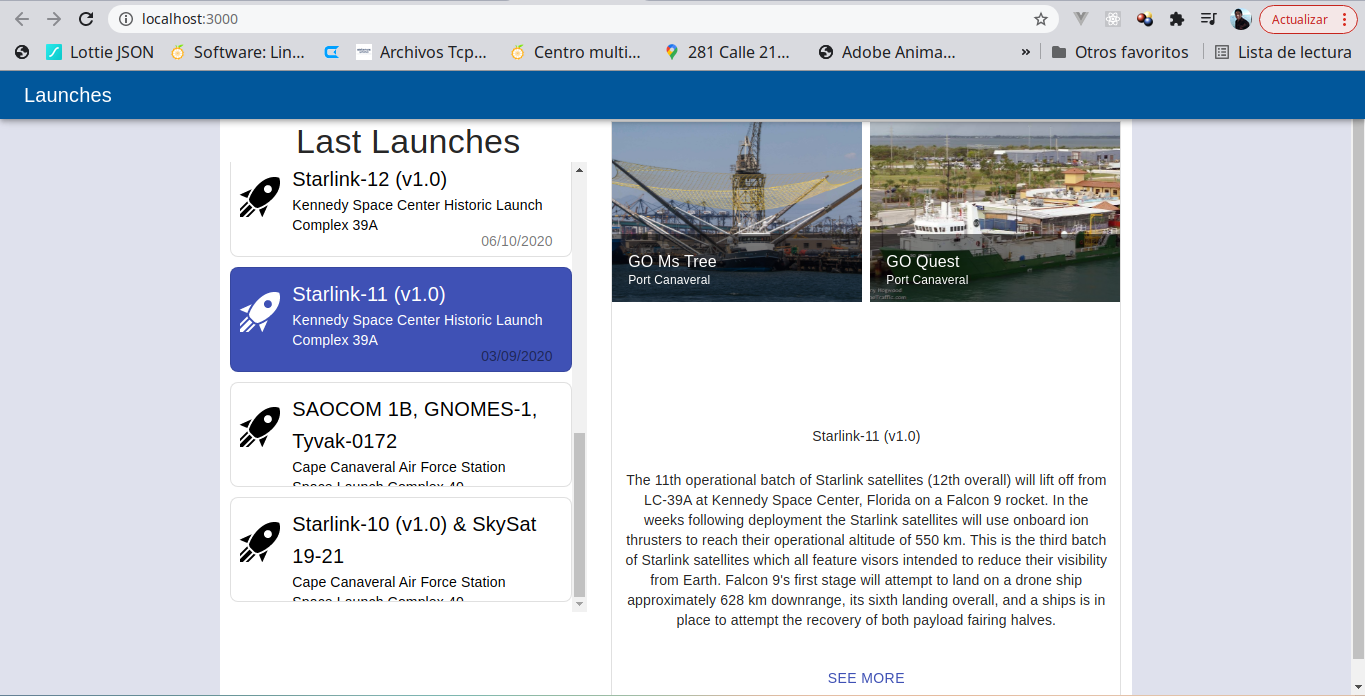 localhost:3000
Actualizar
Lottie JSON
Software: Lin...
Archivos Tcp...
Centro multi...
281 Calle 21...
Adobe Anima...
»
Otros favoritos
Lista de lectura
Launches
Last Launches
Starlink-12 (v1.0)
Kennedy Space Center Historic Launch
Complex 39A
06/10/2020
Starlink-11 (v1.0)
Kennedy Space Center Historic Launch
Complex 39A
03/09/2020
SAOCOM 1B, GNOMES-1,
Tyvak-0172
Cape Canaveral Air Force Station
Space Launch Complex 40
Starlink-10 (v1.0) & SkySat
19-21
Cape Canaveral Air Force Station
Space Launch Complex 40
GO Ms Tree
Port Canaveral
GO Quest
Port Canaveral
Starlink-11 (v1.0)
The 11th operational batch of Starlink satellites (12th overall) will lift off from
LC-39A at Kennedy Space Center, Florida on a Falcon 9 rocket. In the
weeks following deployment the Starlink satellites will use onboard ion
thrusters to reach their operational altitude of 550 km. This is the third batch
of Starlink satellites which all feature visors intended to reduce their visibility
from Earth. Falcon 9's first stage will attempt to land on a drone ship
approximately 628 km downrange, its sixth landing overall, and a ships is in
place to attempt the recovery of both payload fairing halves.
SEE MORE